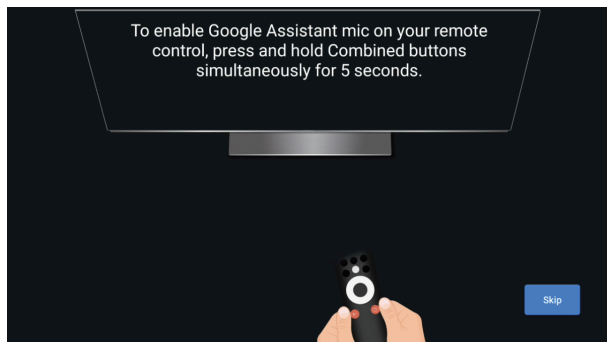 To enable Google Assistant mic on your remote
control, press and hold Combined buttons
simultaneously for 5 seconds.
Skip